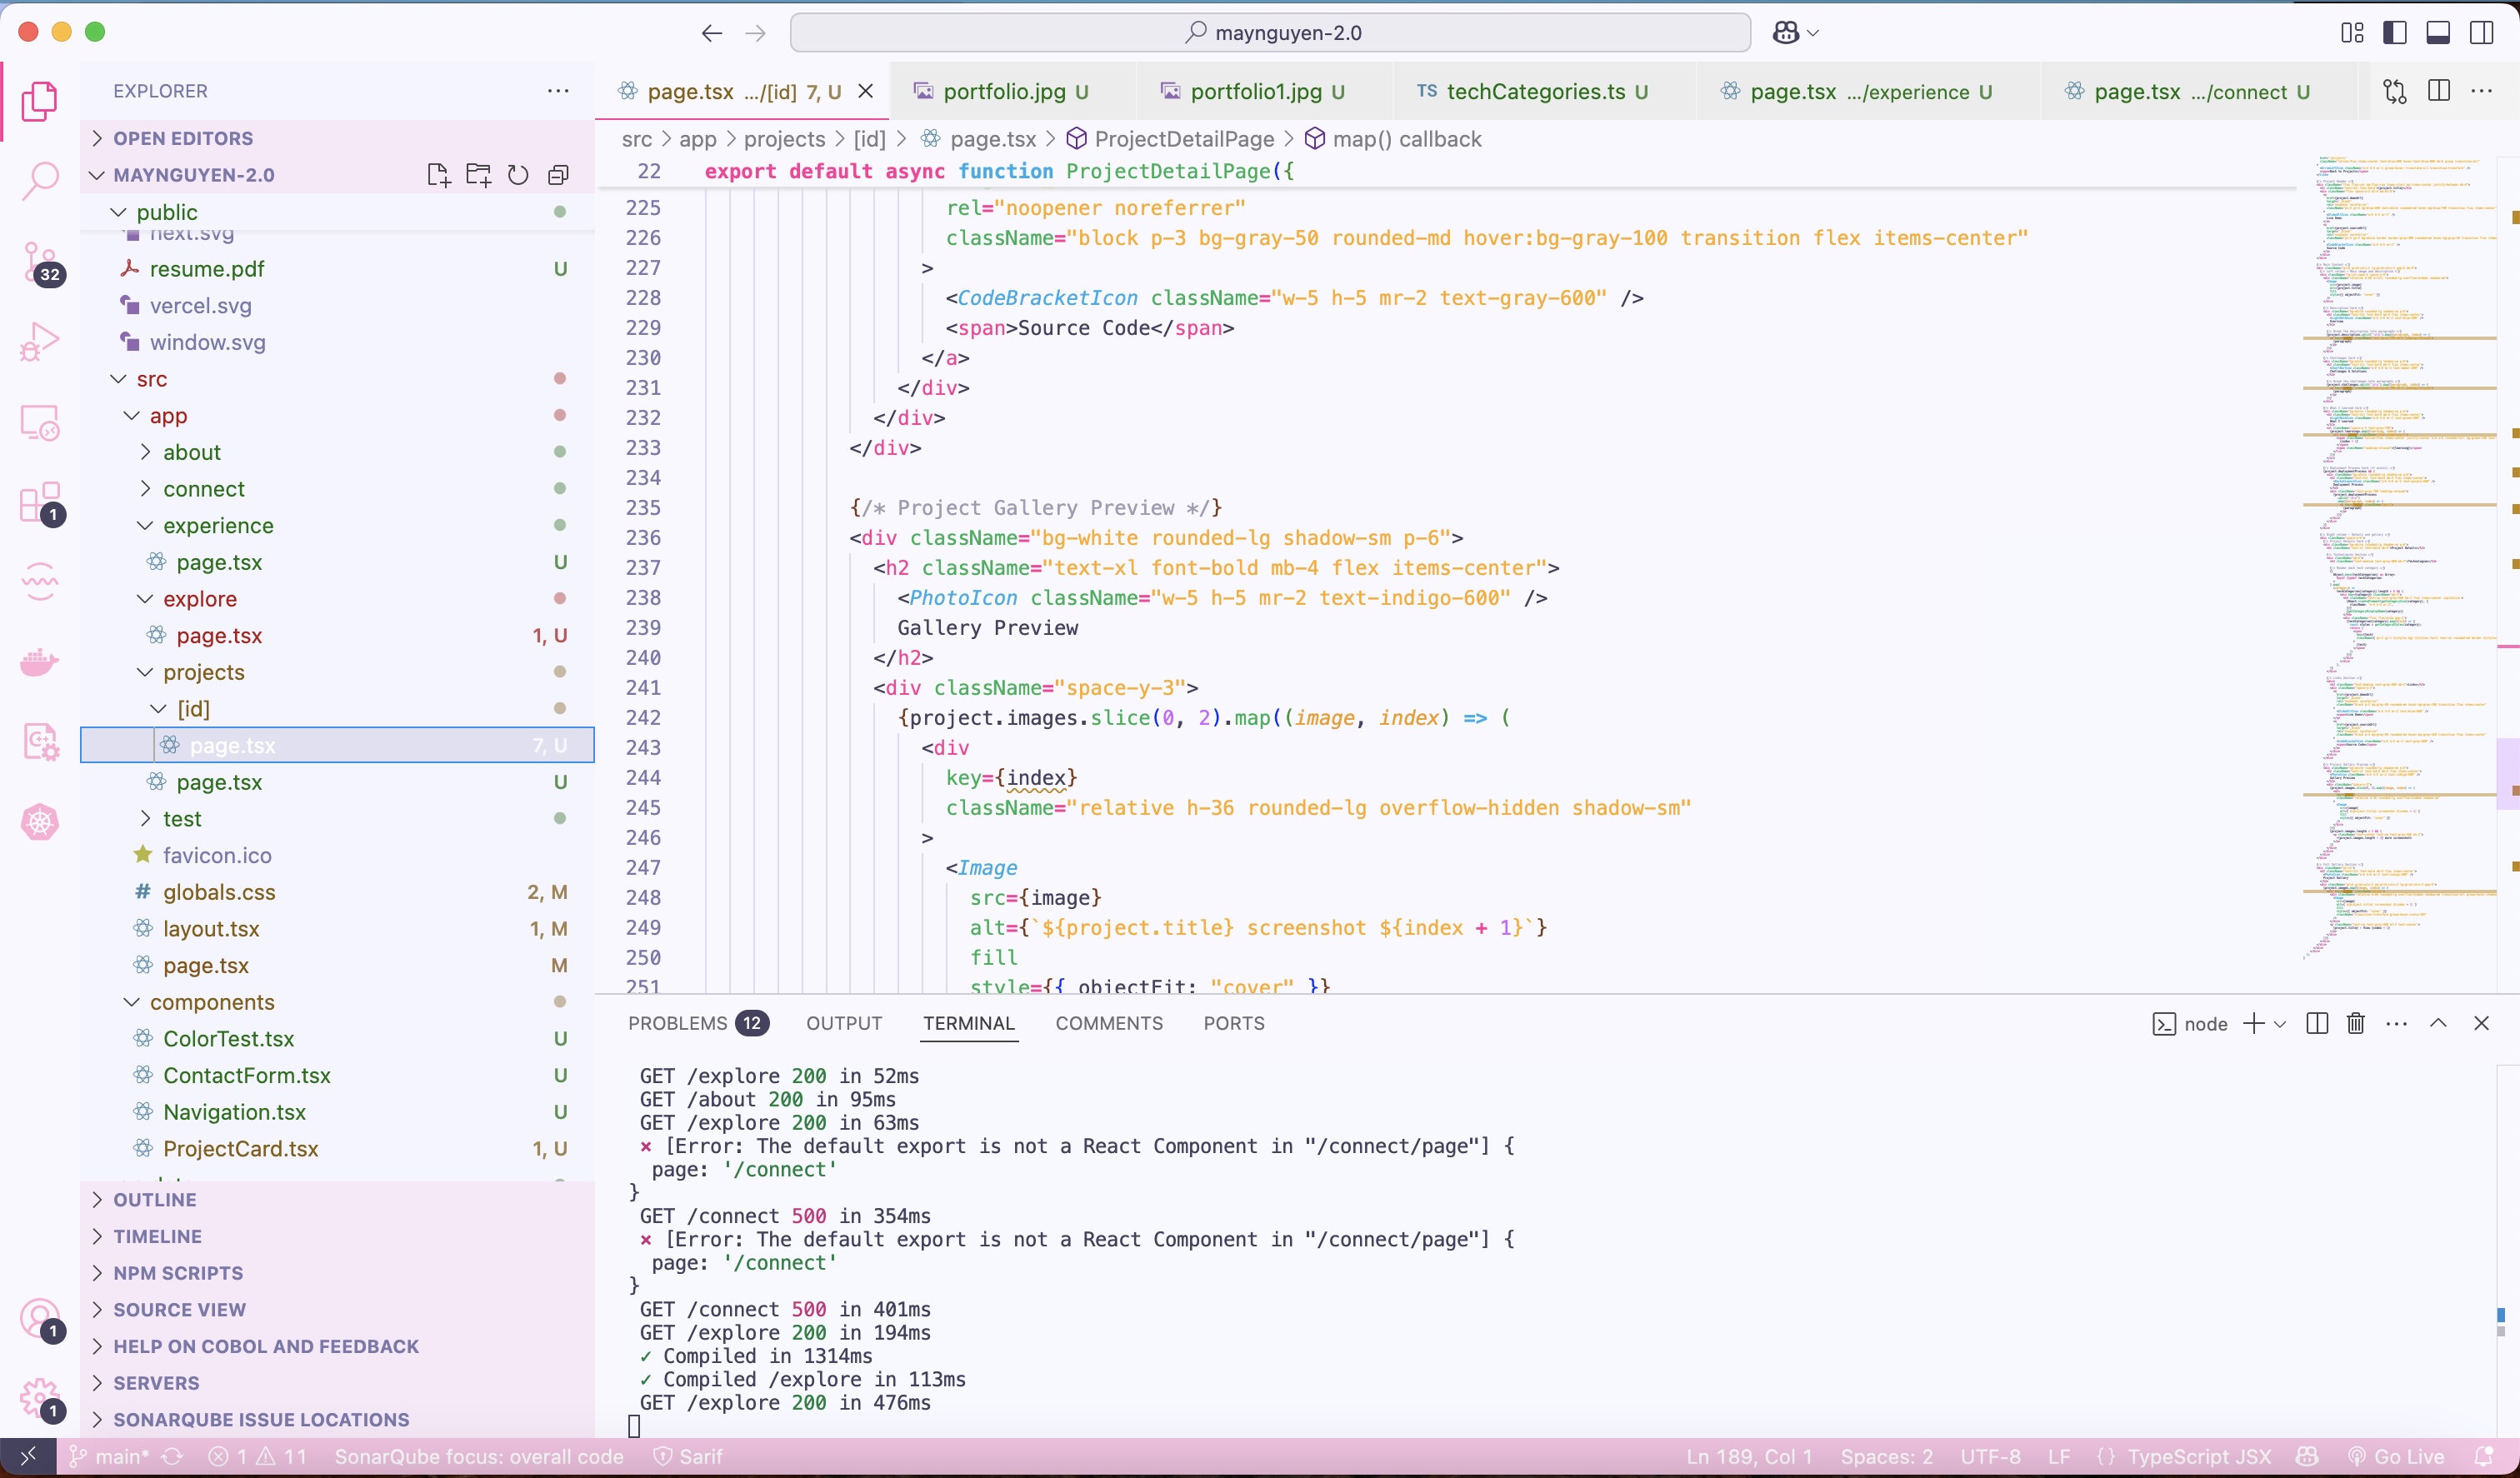 maynguyen-2.0
EXPLORER
OPEN EDITORS
MAYNGUYEN-2.0
public
next.svg
resume.pdf U
vercel.svg
window.svg
src
app
about
connect
experience
page.tsx U
explore
page.tsx 1, U
projects
[id]
page.tsx 7, U
page.tsx U
test
favicon.ico
# globals.css 2, M
layout.tsx 1, M
page.tsx M
components
ColorTest.tsx U
ContactForm.tsx U
Navigation.tsx U
ProjectCard.tsx 1, U
OUTLINE
TIMELINE
NPM SCRIPTS
SOURCE VIEW
HELP ON COBOL AND FEEDBACK
SERVERS
SONARQUBE ISSUE LOCATIONS
32
1
1
1
page.tsx .../[id] 7, U
portfolio.jpg U
portfolio1.jpg U
TS techCategories.ts U
page.tsx .../experience U
page.tsx .../connect U
src > app > projects > [id] > page.tsx > ProjectDetailPage > map() callback
22 export default async function ProjectDetailPage({
225 rel="noopener noreferrer"
226 className="block p-3 bg-gray-50 rounded-md hover:bg-gray-100 transition flex items-center"
227 >
228 <CodeBracketIcon className="w-5 h-5 mr-2 text-gray-600" />
229 <span>Source Code</span>
230 </a>
231 </div>
232 </div>
233 </div>
234
235 {/* Project Gallery Preview */}
236 <div className="bg-white rounded-lg shadow-sm p-6">
237 <h2 className="text-xl font-bold mb-4 flex items-center">
238 <PhotoIcon className="w-5 h-5 mr-2 text-indigo-600" />
239 Gallery Preview
240 </h2>
241 <div className="space-y-3">
242 {project.images.slice(0, 2).map((image, index) => (
243 <div
244 key={index}
245 className="relative h-36 rounded-lg overflow-hidden shadow-sm"
246 >
247 <Image
248 src={image}
249 alt={`${project.title} screenshot ${index + 1}`}
250 fill
251 style={{ objectFit: "cover" }}
PROBLEMS 12 OUTPUT TERMINAL COMMENTS PORTS
node
GET /explore 200 in 52ms
GET /about 200 in 95ms
GET /explore 200 in 63ms
⨯ [Error: The default export is not a React Component in "/connect/page"] {
page: '/connect'
}
GET /connect 500 in 354ms
⨯ [Error: The default export is not a React Component in "/connect/page"] {
page: '/connect'
}
GET /connect 500 in 401ms
GET /explore 200 in 194ms
✓ Compiled in 1314ms
✓ Compiled /explore in 113ms
GET /explore 200 in 476ms
main* 1 11 SonarQube focus: overall code Sarif
Ln 189, Col 1 Spaces: 2 UTF-8 LF {} TypeScript JSX Go Live